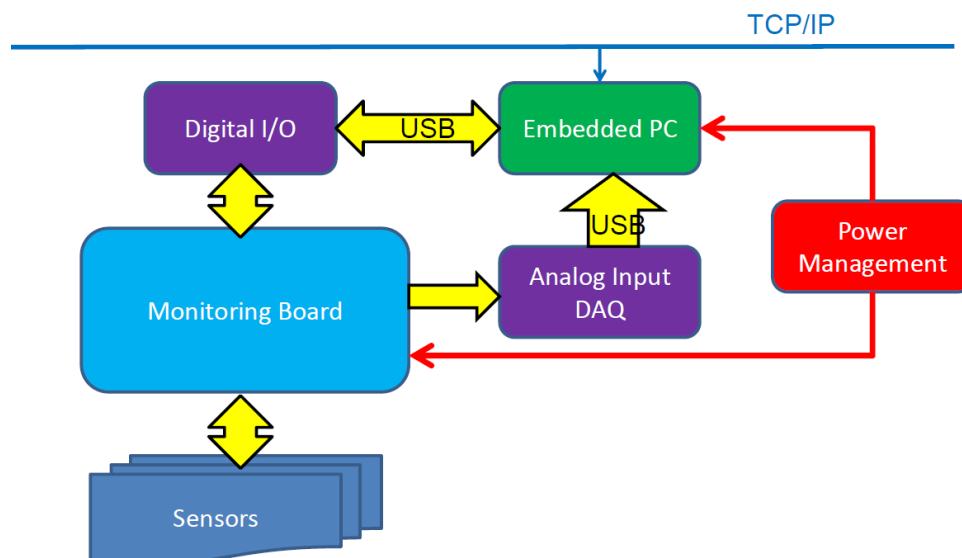 TCP/IP
Digital I/O
USB
Embedded PC
USB
Power
Management
Monitoring Board
Analog Input
DAQ
Sensors